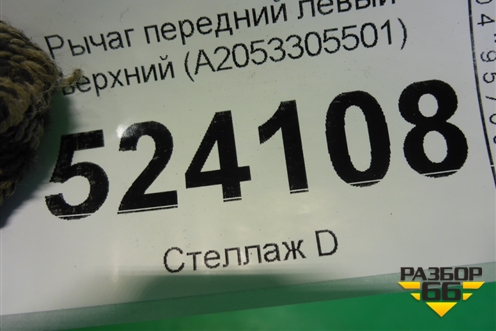 Рычаг передний левый
верхний (A2053305501)
524108
Стеллаж D
РАЗБОР
66